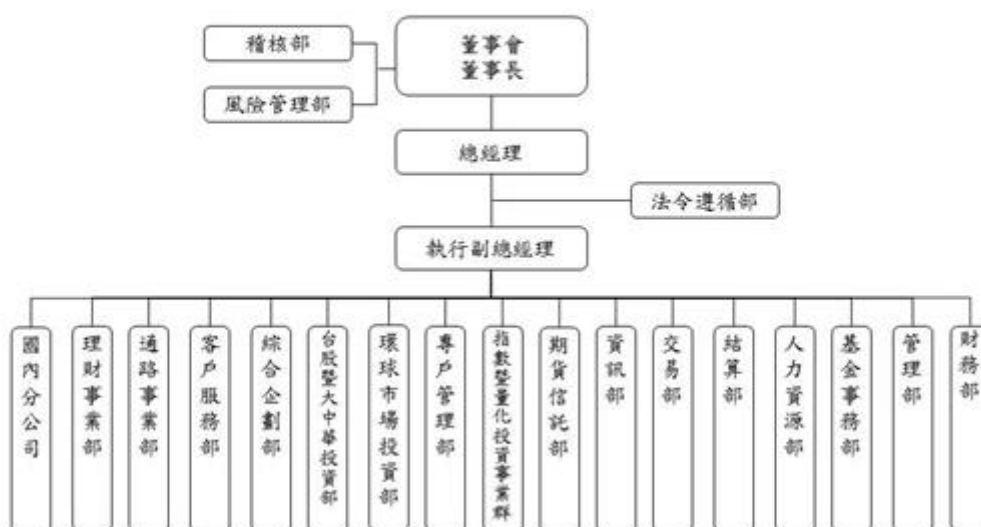 稽核部
董事會
董事長
風險管理部
總經理
法令遵循部
執行副總經理
國內分公司
理財事業部
通路事業部
客戶服務部
綜合企劃部
台股暨大中華投資部
環球市場投資部
專戶管理部
指數暨量化投資事業群
期貨信託部
資訊部
交易部
結算部
人力資源部
基金事務部
管理部
財務部